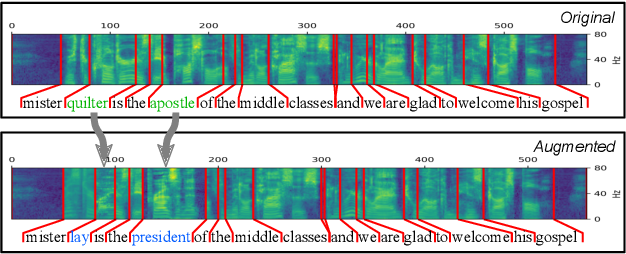 Original
0 100 200 300 400 500
80
40
0
Hz
mister quilter is the apostle of the middle classes and we are glad to welcome his gospel
Augmented
0 100 200 300 400 500
80
40
0
Hz
mister lay is the president of the middle classes and we are glad to welcome his gospel